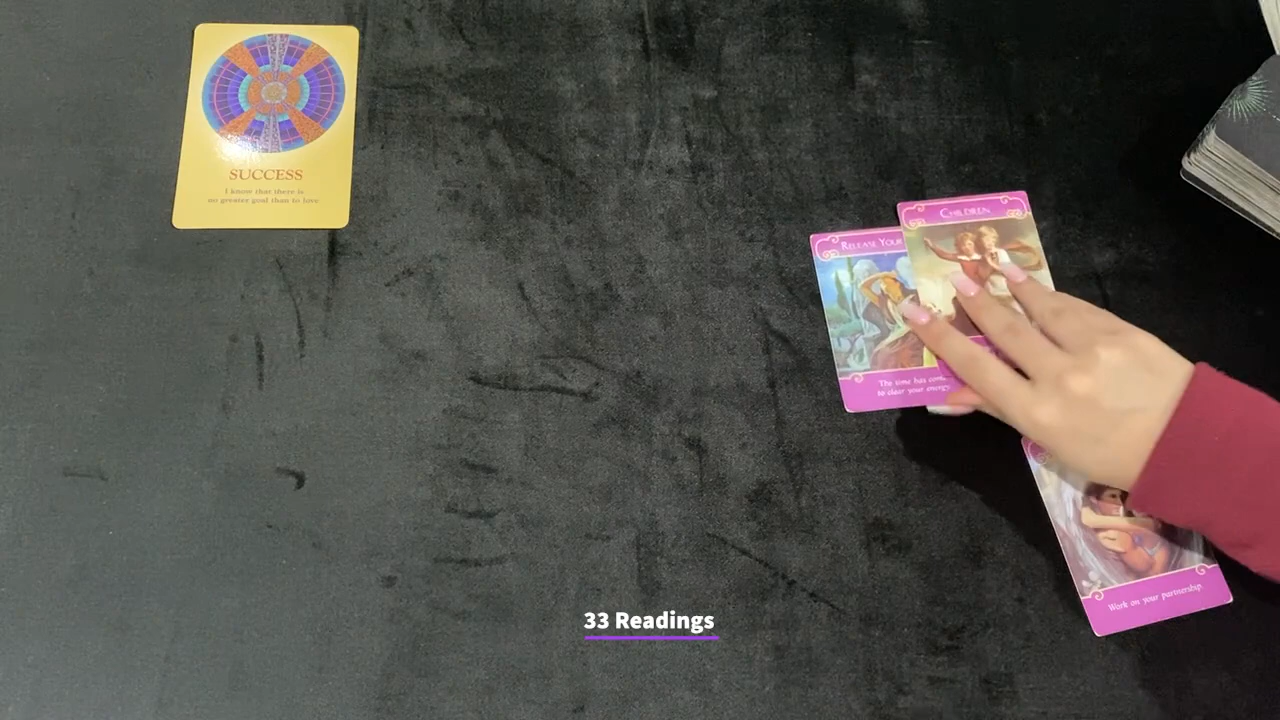 SUCCESS
I know that there is
no greater goal than to love
CHILDREN
RELEASE YOUR
The time has
to clear your energy
Work on your partnership.
33 Readings